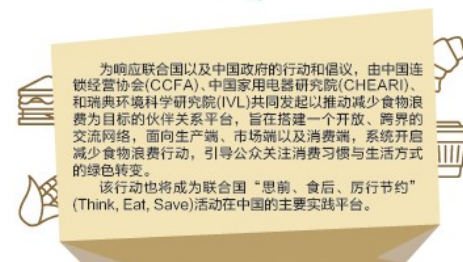 为响应联合国以及中国政府的行动和倡议，由中国连
锁经营协会(CCFA)、中国家用电器研究院(CHEARI)、
和瑞典环境科学研究院(IVL)共同发起以推动减少食物浪
费为目标的伙伴关系平台，旨在搭建一个开放、跨界的
交流网络，面向生产端、市场端以及消费端，系统开启
减少食物浪费行动，引导公众关注消费习惯与生活方式
的绿色转变。
该行动也将成为联合国“思前、食后、厉行节约”
(Think, Eat, Save)活动在中国的主要实践平台。